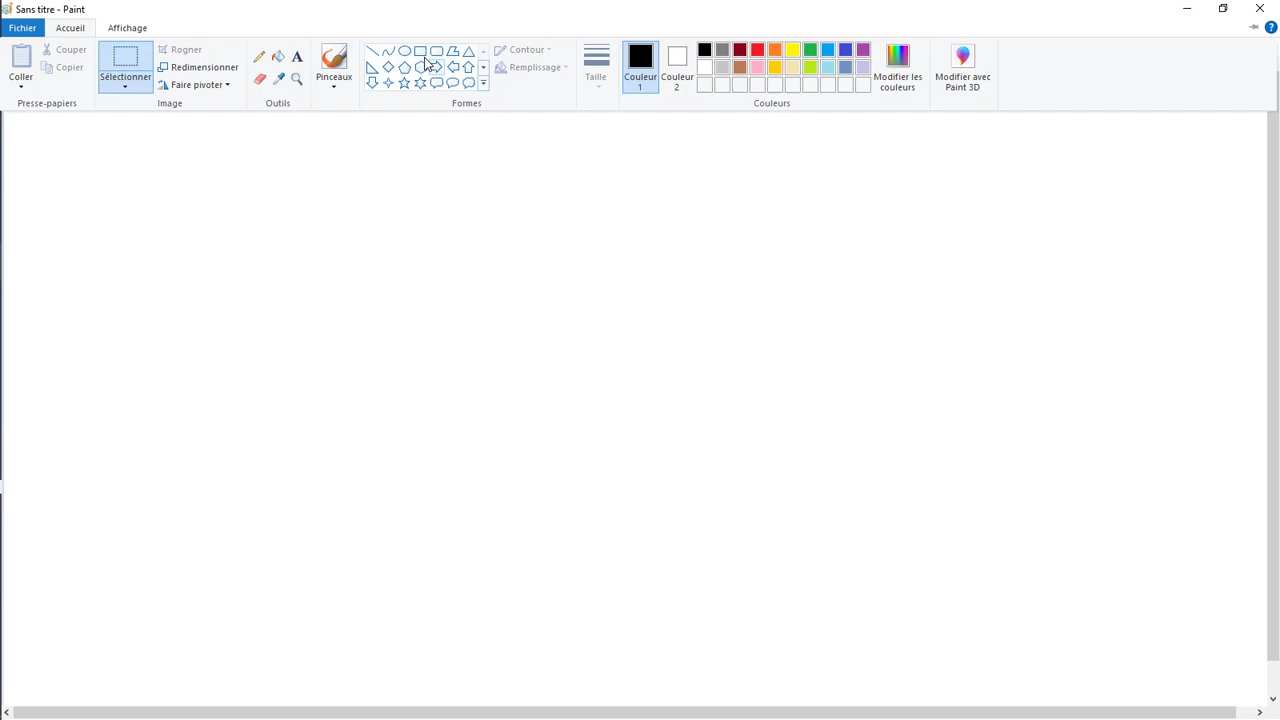 Sans titre - Paint
Fichier Accueil Affichage
Coller
Couper
Copier
Presse-papiers
Sélectionner
Rogner
Redimensionner
Faire pivoter
Image
A
Outils
Pinceaux
Contour
Remplissage
Formes
Taille
Couleur
1
Couleur
2
Couleurs
Modifier les
couleurs
Modifier avec
Paint 3D
?